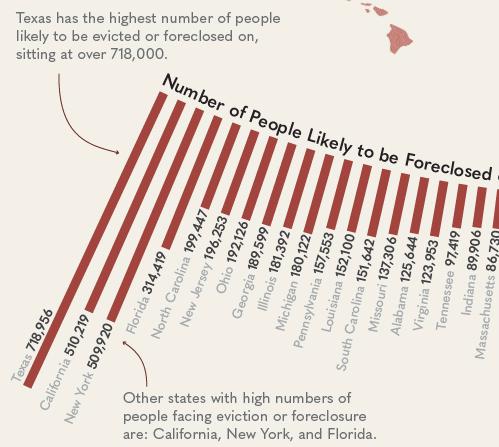 Texas has the highest number of people
likely to be evicted or foreclosed on,
sitting at over 718,000.
Number of People Likely to be Foreclosed
Texas 718,956
California 510,219
New York 509,920
Florida 314,419
North Carolina 199,447
New Jersey 196,253
Ohio 192,126
Georgia 189,599
Illinois 181,392
Michigan 180,122
Pennsylvania 157,553
Louisiana 152,100
South Carolina 151,642
Missouri 137,306
Alabama 125,644
Virginia 123,953
Tennessee 97,419
Indiana 89,906
Massachusetts 86,730
Other states with high numbers of
people facing eviction or foreclosure
are: California, New York, and Florida.